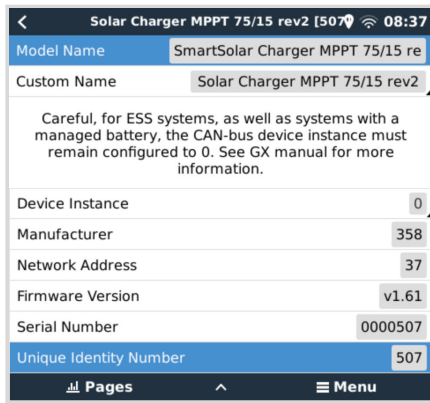 Solar Charger MPPT 75/15 rev2 [507 08:37
Model Name SmartSolar Charger MPPT 75/15 re
Custom Name Solar Charger MPPT 75/15 rev2
Careful, for ESS systems, as well as systems with a
managed battery, the CAN-bus device instance must
remain configured to 0. See GX manual for more
information.
Device Instance 0
Manufacturer 358
Network Address 37
Firmware Version v1.61
Serial Number 0000507
Unique Identity Number 507
Pages Menu